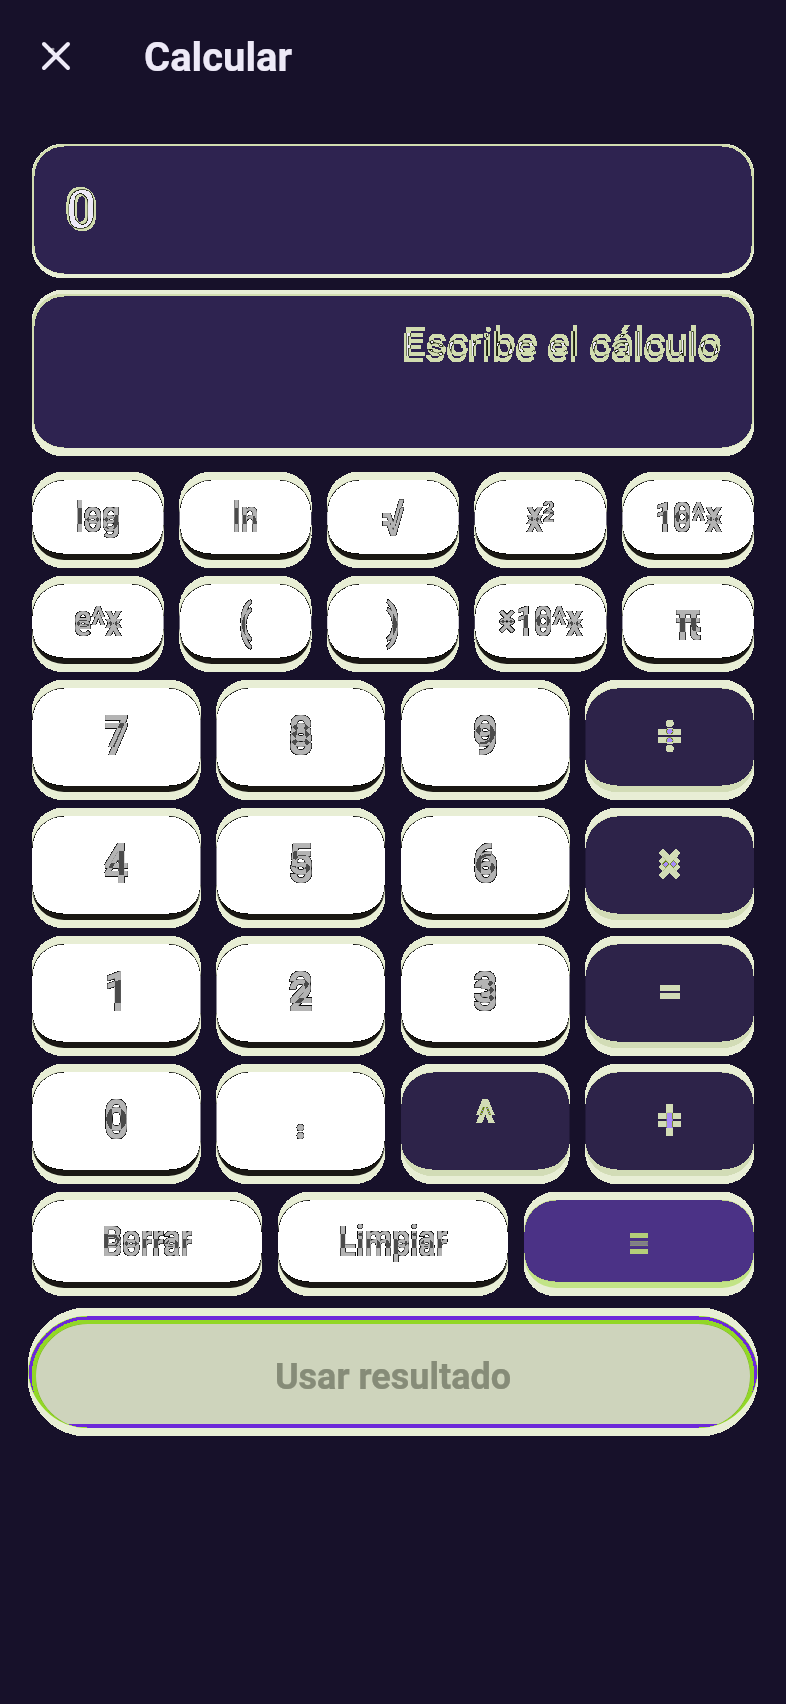 Calcular
0
Escribe el cálculo
log ln √ x² 10^x
e^x ( ) ×10^x π
7 8 9 ÷
4 5 6 ×
1 2 3 −
0 . ^ +
Borrar Limpiar =
Usar resultado